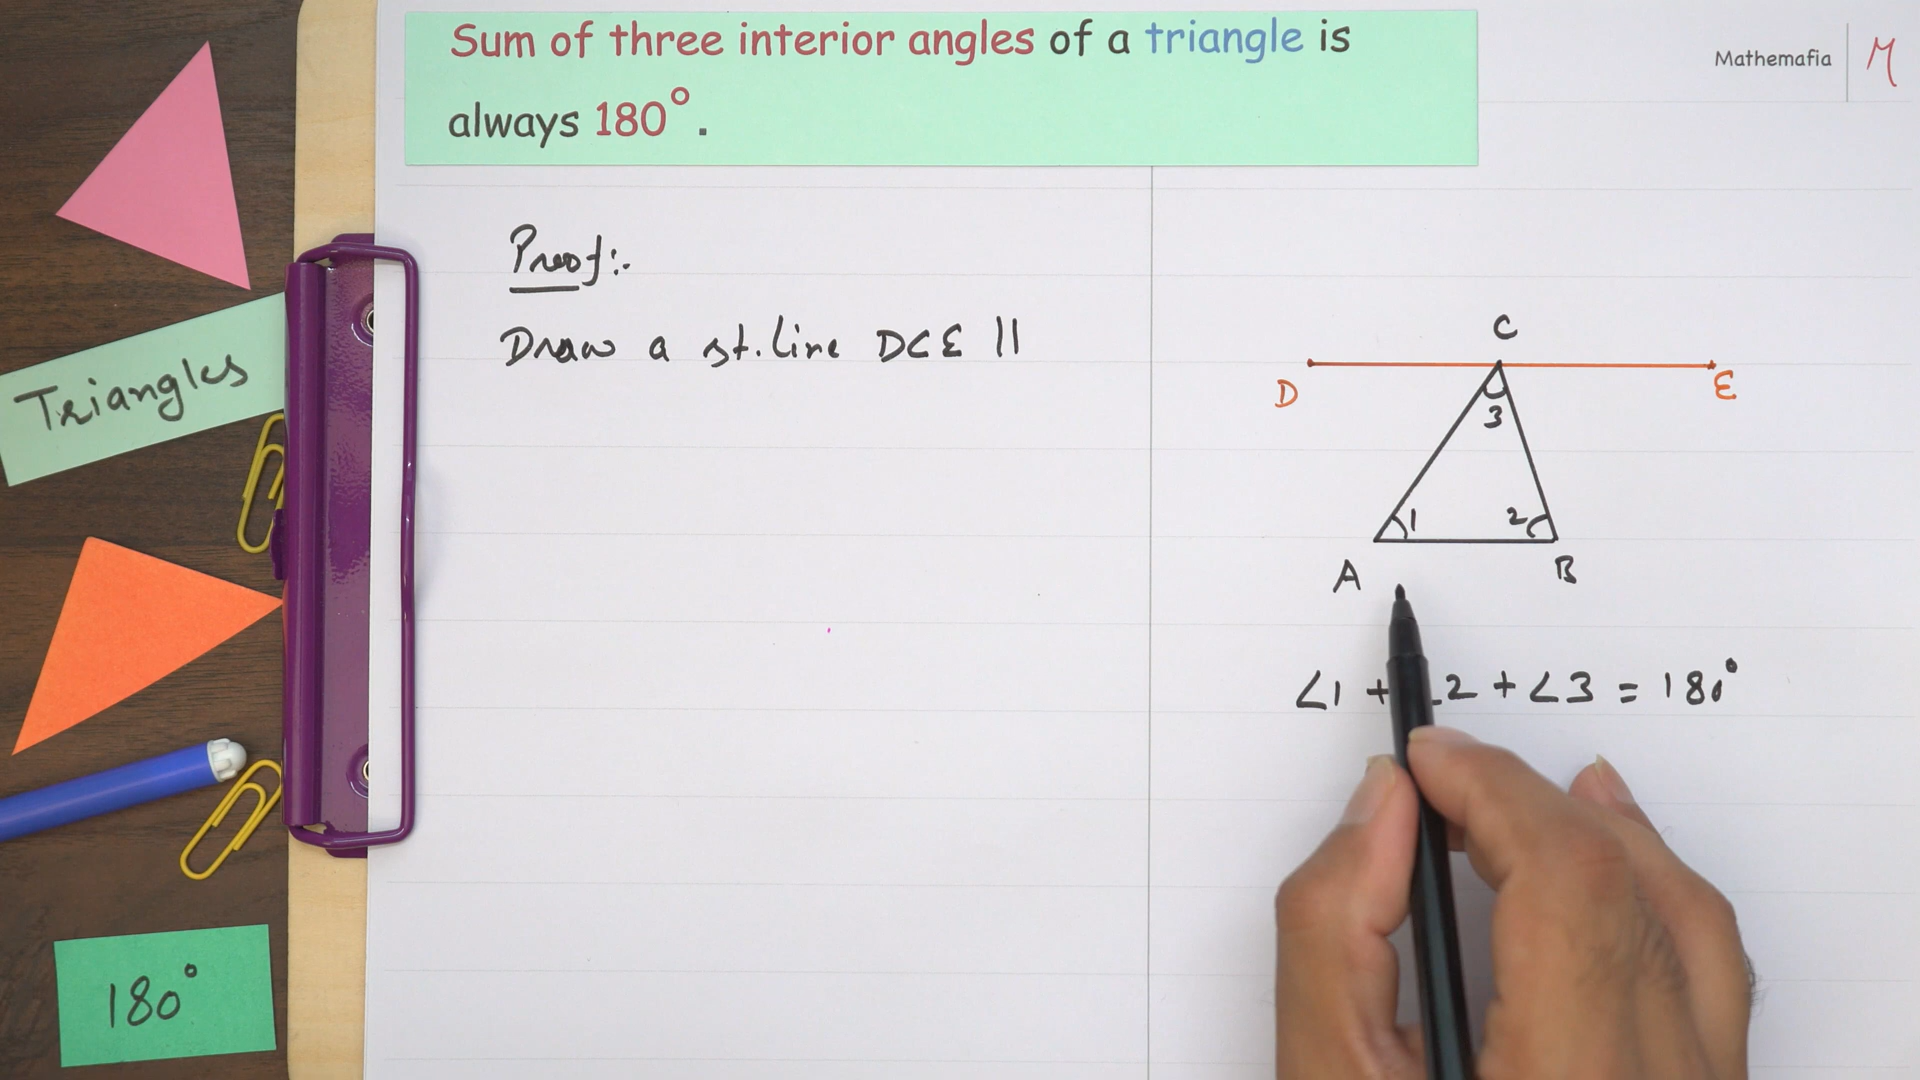 Sum of three interior angles of a triangle is
always 180°.
Mathemafia M
Proof:-
Draw a st. line DCE ||
C
D
E
3
1
2
A
B
∠1 + ∠2 + ∠3 = 180°
Triangles
180°